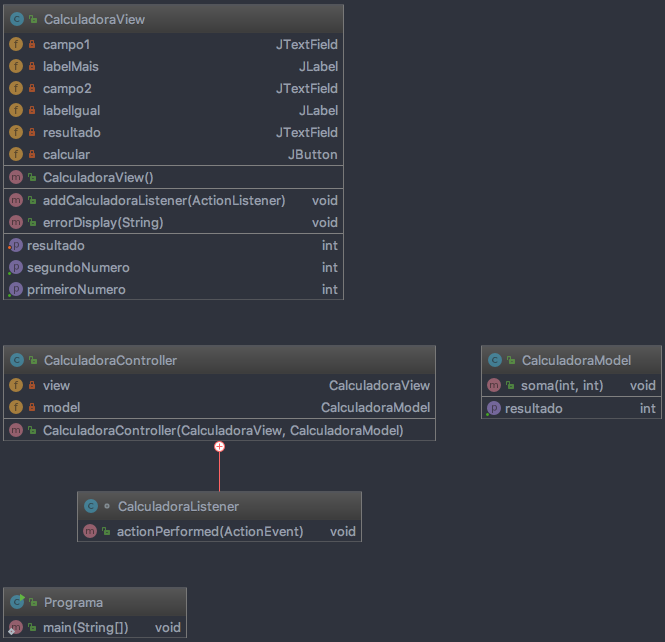 CalculadoraView
campo1 JTextField
labelMais JLabel
campo2 JTextField
labelIgual JLabel
resultado JTextField
calcular JButton
CalculadoraView()
addCalculadoraListener(ActionListener) void
errorDisplay(String) void
resultado int
segundoNumero int
primeiroNumero int
CalculadoraController
view CalculadoraView
model CalculadoraModel
CalculadoraController(CalculadoraView, CalculadoraModel)
CalculadoraModel
soma(int, int) void
resultado int
CalculadoraListener
actionPerformed(ActionEvent) void
Programa
main(String[]) void